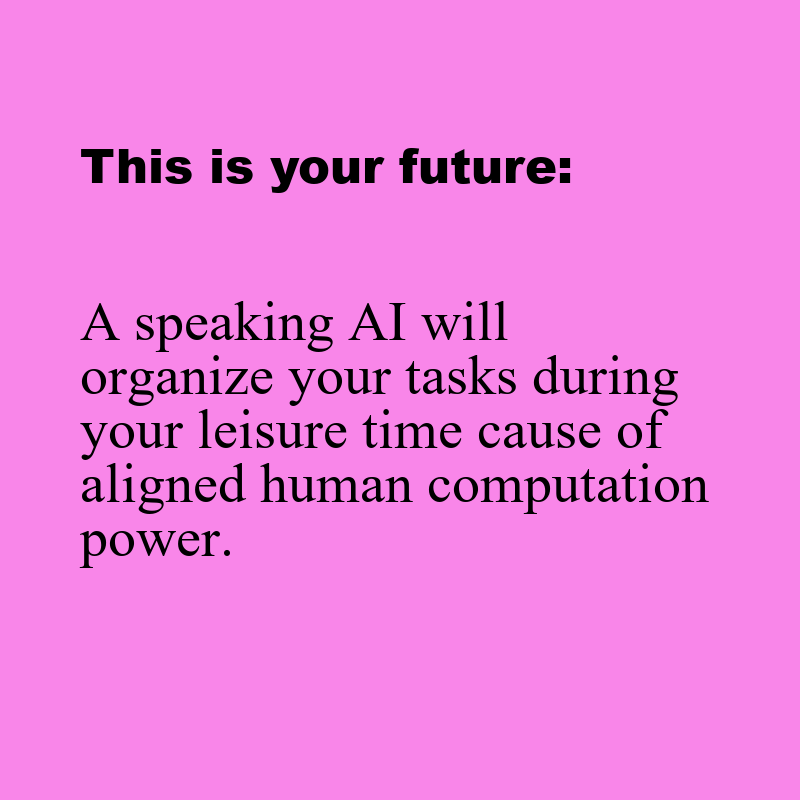 This is your future:
A speaking AI will
organize your tasks during
your leisure time cause of
aligned human computation
power.